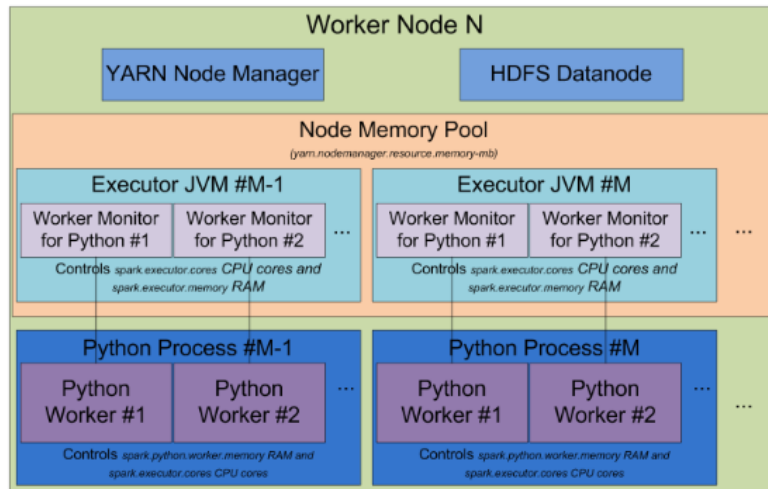 Worker Node N
YARN Node Manager
HDFS Datanode
Node Memory Pool
(yarn.nodemanager.resource.memory-mb)
Executor JVM #M-1
Worker Monitor
for Python #1
Worker Monitor
for Python #2
...
Controls spark.executor.cores CPU cores and
spark.executor.memory RAM
Executor JVM #M
Worker Monitor
for Python #1
Worker Monitor
for Python #2
...
Controls spark.executor.cores CPU cores and
spark.executor.memory RAM
...
Python Process #M-1
Python
Worker #1
Python
Worker #2
...
Controls spark.python.worker.memory RAM and
spark.executor.cores CPU cores
Python Process #M
Python
Worker #1
Python
Worker #2
...
Controls spark.python.worker.memory RAM and
spark.executor.cores CPU cores
...